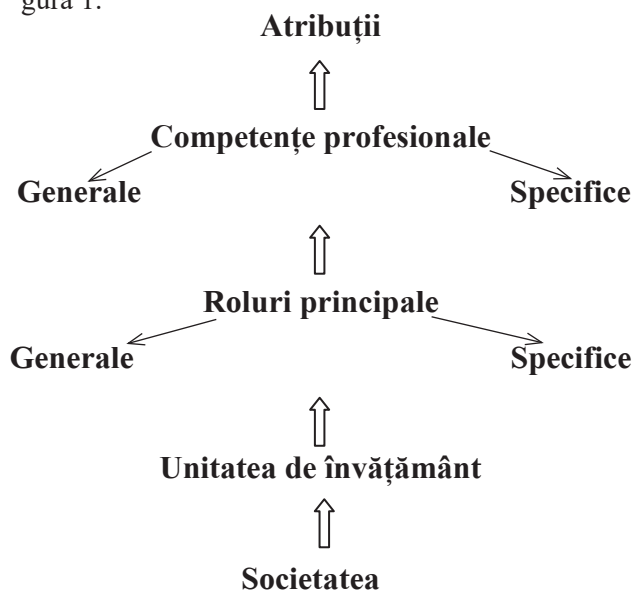 gura 1.
Atribuții
Competențe profesionale
Generale Specifice
Roluri principale
Generale Specifice
Unitatea de învățământ
Societatea